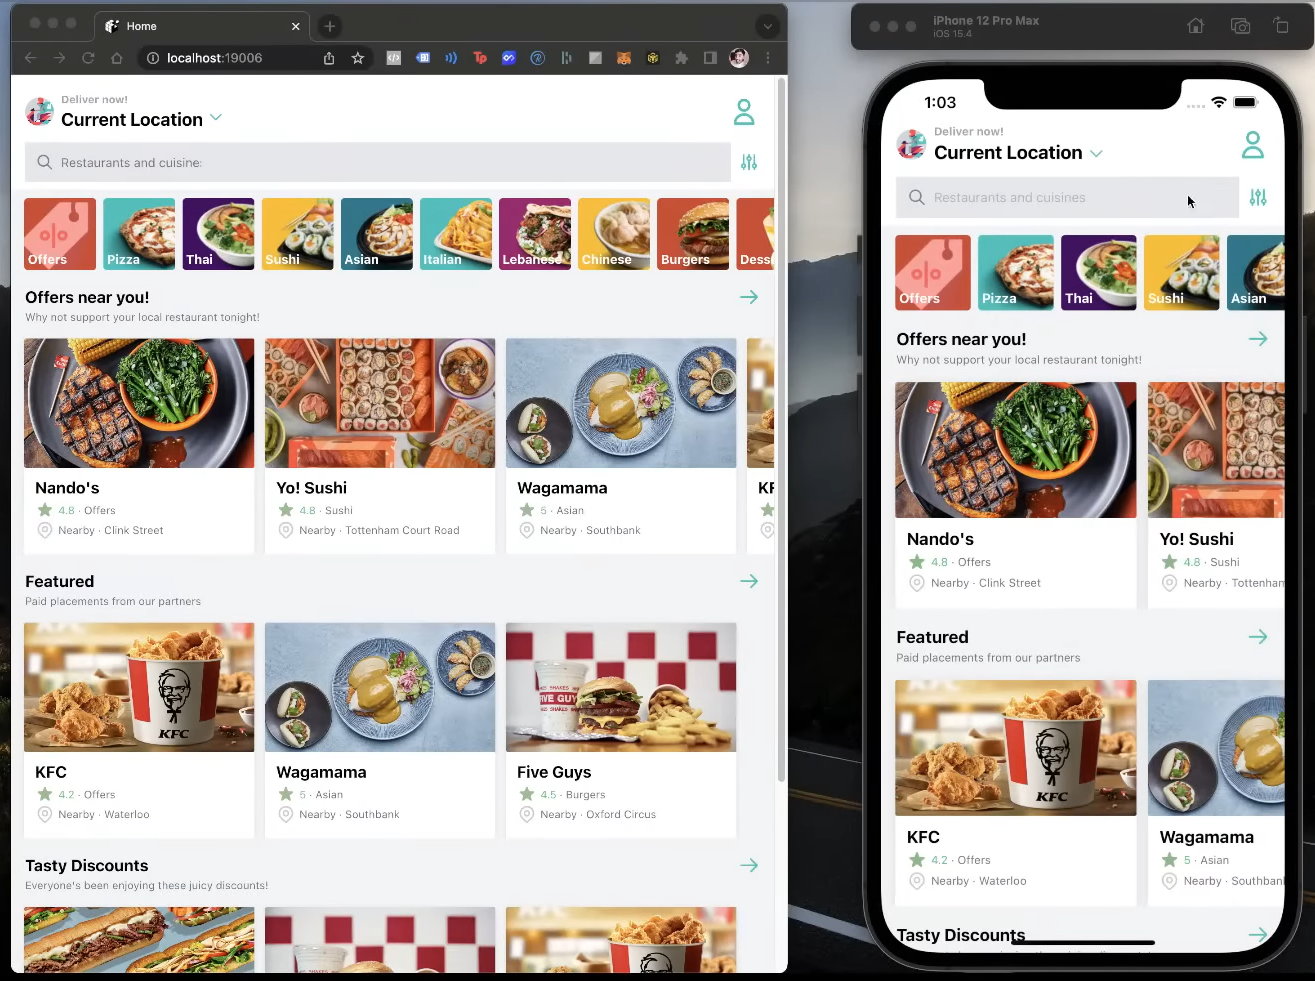 Home
localhost:19006
Deliver now!
Current Location
Restaurants and cuisine:
Offers
Pizza
Thai
Sushi
Asian
Italian
Lebanese
Chinese
Burgers
Dess
Offers near you!
Why not support your local restaurant tonight!
Nando's
4.8 · Offers
Nearby · Clink Street
Yo! Sushi
4.8 · Sushi
Nearby · Tottenham Court Road
Wagamama
5 · Asian
Nearby · Southbank
KF
Featured
Paid placements from our partners
KFC
KFC
4.2 · Offers
Nearby · Waterloo
Wagamama
5 · Asian
Nearby · Southbank
FIVE GUY
Five Guys
4.5 · Burgers
Nearby · Oxford Circus
Tasty Discounts
Everyone's been enjoying these juicy discounts!
iPhone 12 Pro Max
iOS 15.4
1:03
Deliver now!
Current Location
Restaurants and cuisines
Offers
Pizza
Thai
Sushi
Asian
Offers near you!
Why not support your local restaurant tonight!
Nando's
4.8 · Offers
Nearby · Clink Street
Yo! Sushi
4.8 · Sushi
Nearby · Tottenham
Featured
Paid placements from our partners
KFC
KFC
4.2 · Offers
Nearby · Waterloo
Wagamama
5 · Asian
Nearby · Southban
Tasty Discounts